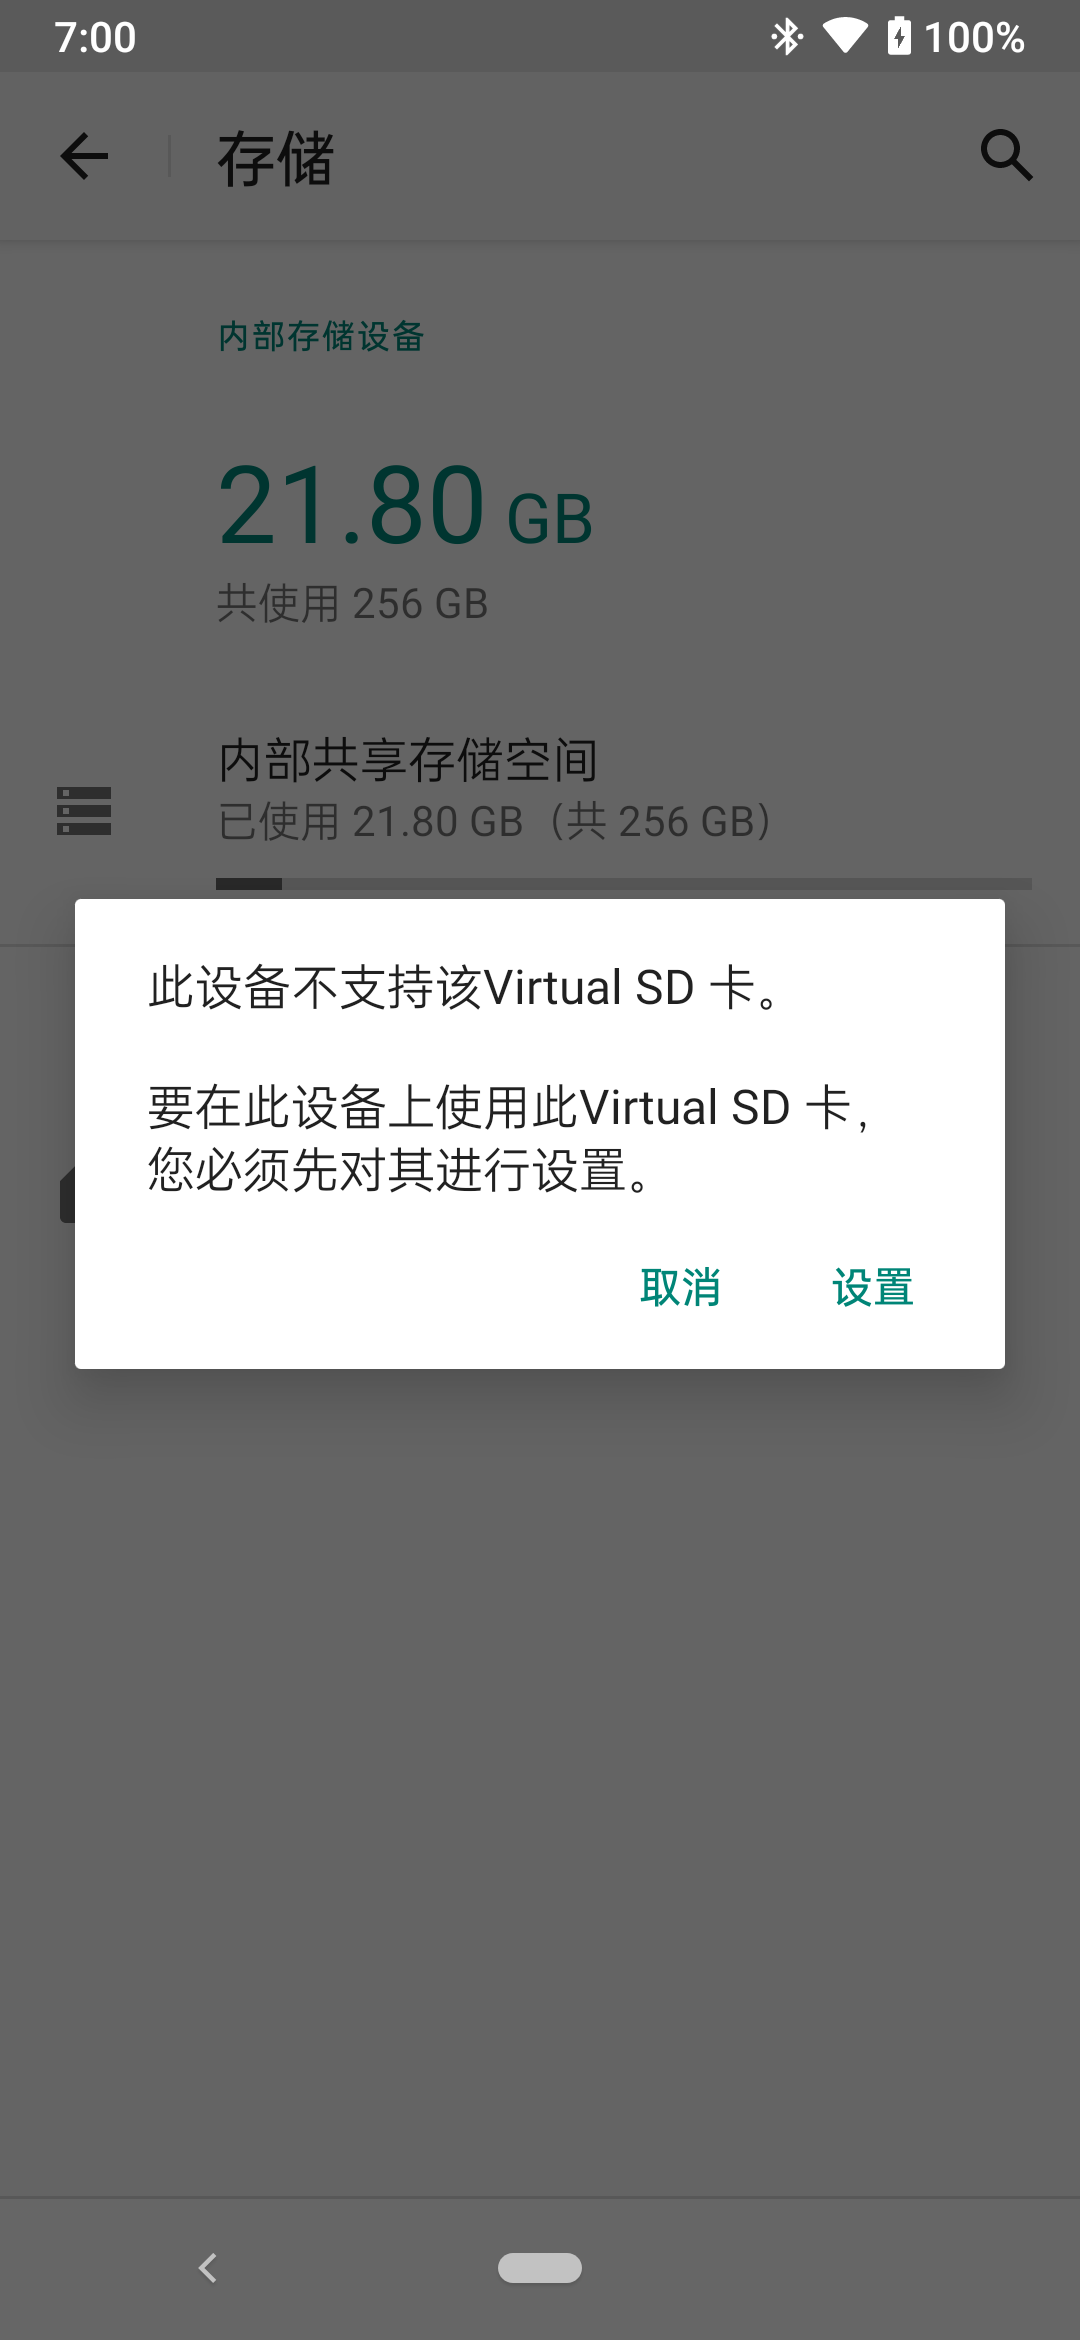 7:00
100%
存储
内部存储设备
21.80 GB
共使用 256 GB
内部共享存储空间
已使用 21.80 GB（共 256 GB）
此设备不支持该Virtual SD 卡。
要在此设备上使用此Virtual SD 卡，
您必须先对其进行设置。
取消
设置